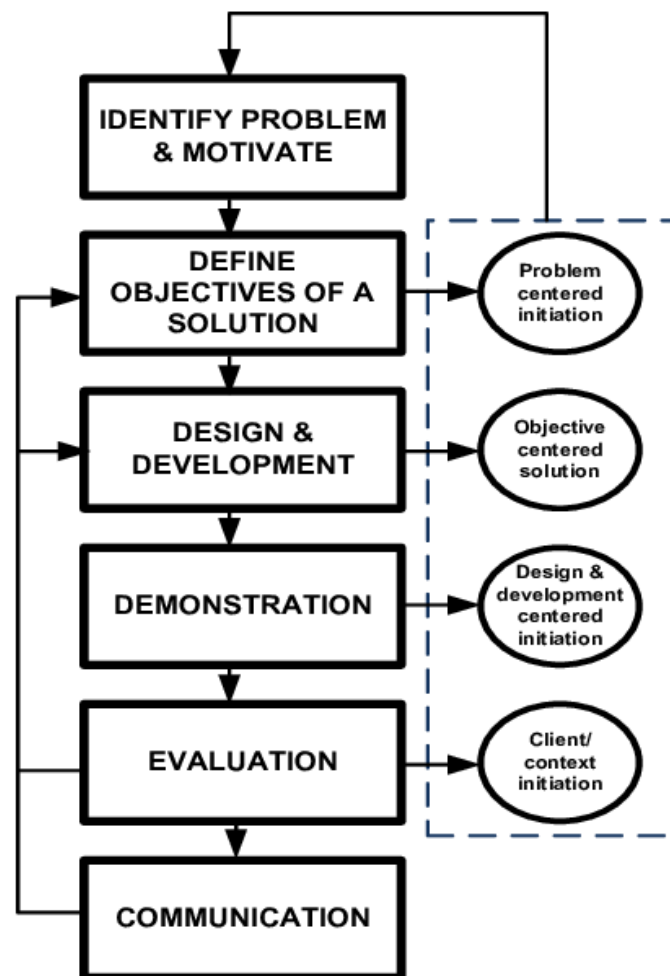 IDENTIFY PROBLEM
& MOTIVATE
DEFINE
OBJECTIVES OF A
SOLUTION
Problem
centered
initiation
DESIGN &
DEVELOPMENT
Objective
centered
solution
DEMONSTRATION
Design &
development
centered
initiation
EVALUATION
Client/
context
initiation
COMMUNICATION